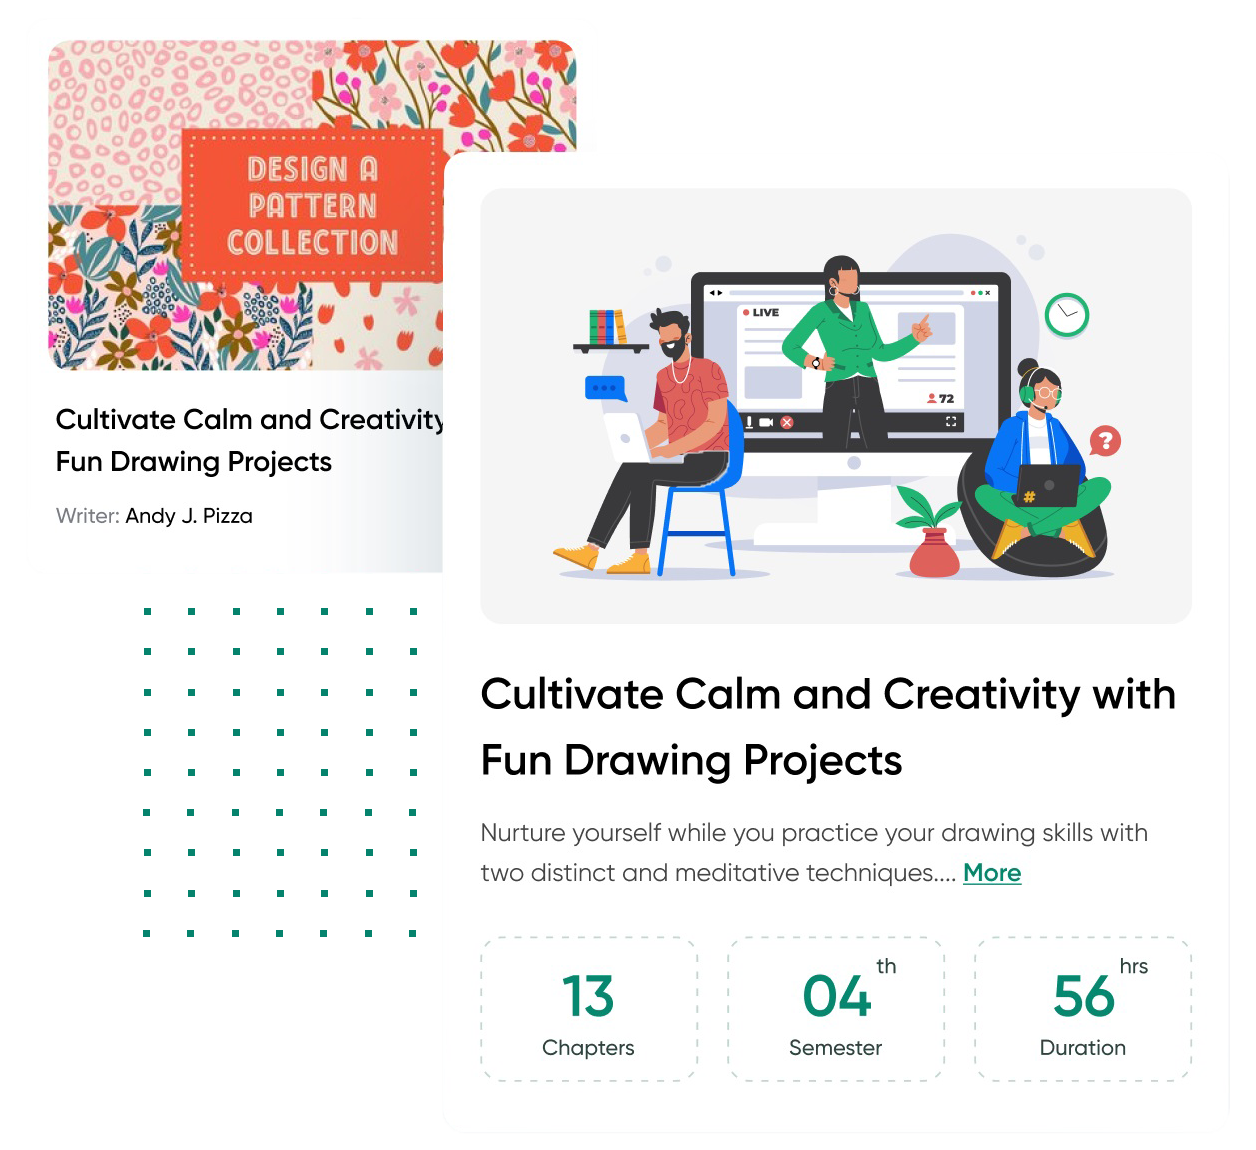 DESIGN A
PATTERN
COLLECTION
Cultivate Calm and Creativity
Fun Drawing Projects
Writer: Andy J. Pizza
LIVE
72
?
#
Cultivate Calm and Creativity with
Fun Drawing Projects
Nurture yourself while you practice your drawing skills with
two distinct and meditative techniques.... More
13
Chapters
04th
Semester
56hrs
Duration